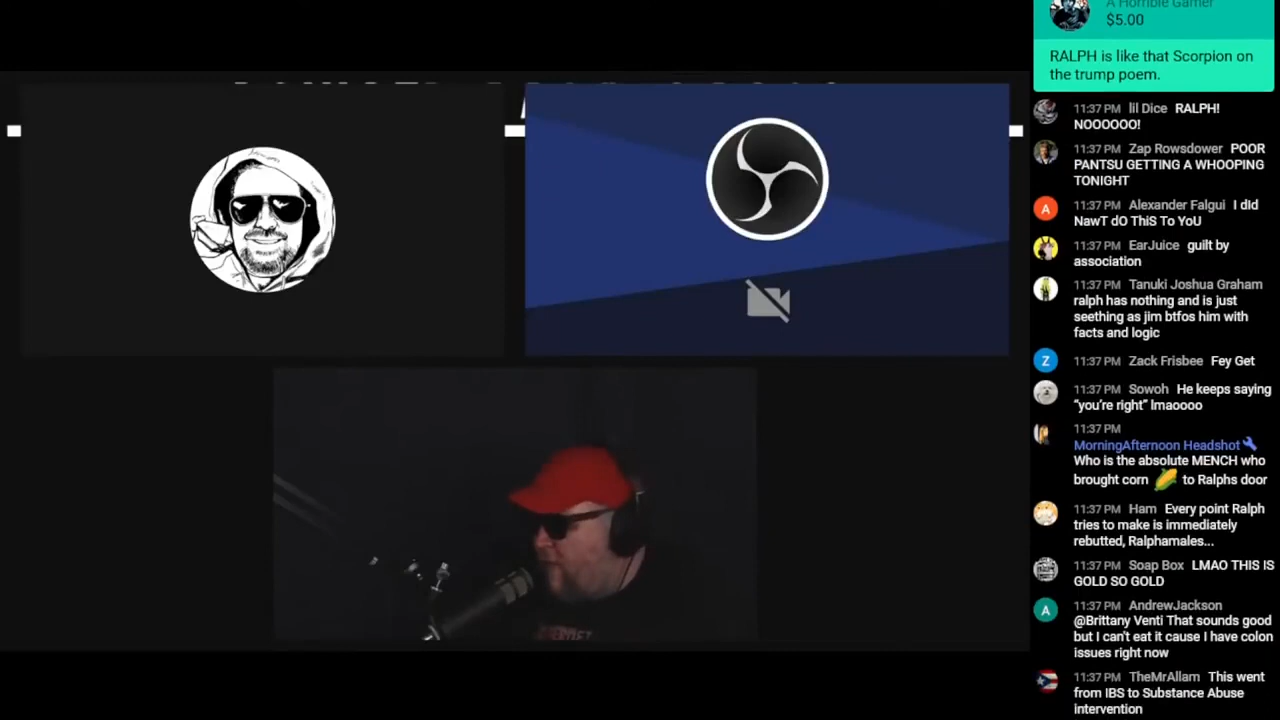 A Horrible Gamer
$5.00
RALPH is like that Scorpion on
the trump poem.
11:37 PM lil Dice RALPH!
NOOOOOO!
11:37 PM Zap Rowsdower POOR
PANTSU GETTING A WHOOPING
TONIGHT
11:37 PM Alexander Falgui I dId
NawT dO ThiS To YoU
11:37 PM EarJuice guilt by
association
11:37 PM Tanuki Joshua Graham
ralph has nothing and is just
seething as jim btfos him with
facts and logic
11:37 PM Zack Frisbee Fey Get
11:37 PM Sowoh He keeps saying
“you're right” lmaoooo
11:37 PM
MorningAfternoon Headshot
Who is the absolute MENCH who
brought corn 🌽 to Ralphs door
11:37 PM Ham Every point Ralph
tries to make is immediately
rebutted, Ralphamales...
11:37 PM Soap Box LMAO THIS IS
GOLD SO GOLD
11:37 PM AndrewJackson
@Brittany Venti That sounds good
but I can't eat it cause I have colon
issues right now
11:37 PM TheMrAllam This went
from IBS to Substance Abuse
intervention